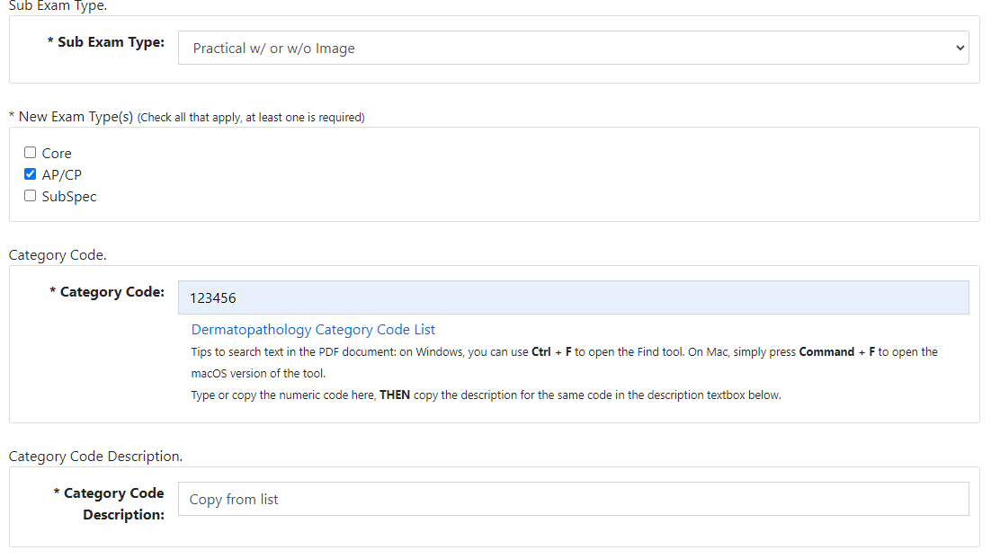 Sub Exam Type.
* Sub Exam Type:
Practical w/ or w/o Image
* New Exam Type(s) (Check all that apply, at least one is required)
Core
AP/CP
SubSpec
Category Code.
* Category Code:
123456
Dermatopathology Category Code List
Tips to search text in the PDF document: on Windows, you can use Ctrl + F to open the Find tool. On Mac, simply press Command + F to open the
macOS version of the tool.
Type or copy the numeric code here, THEN copy the description for the same code in the description textbox below.
Category Code Description.
* Category Code
Description:
Copy from list